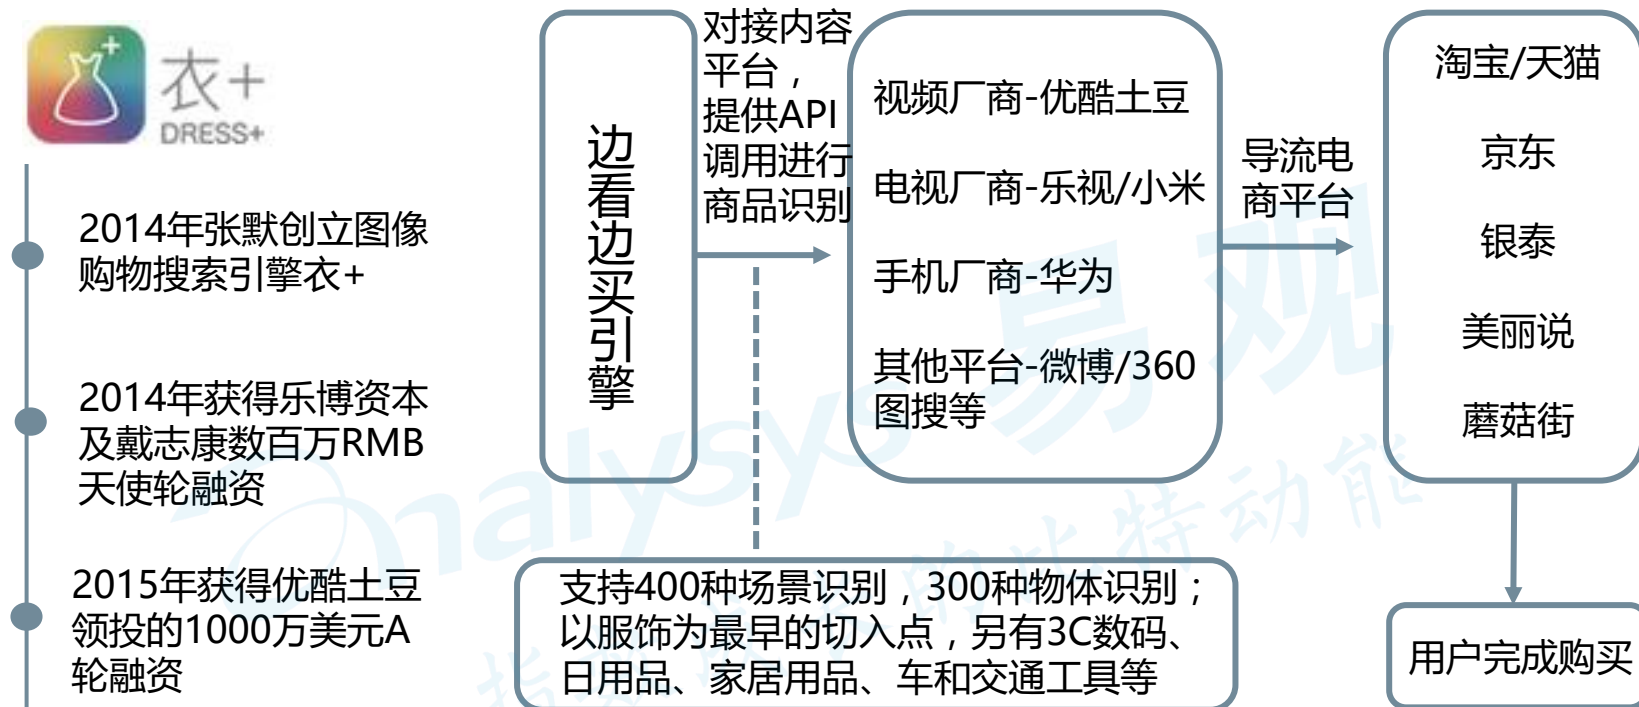 衣+
DRESS+
2014年张默创立图像
购物搜索引擎衣+
2014年获得乐博资本
及戴志康数百万RMB
天使轮融资
2015年获得优酷土豆
领投的1000万美元A
轮融资
边看边买引擎
对接内容
平台，
提供API
调用进行
商品识别
视频厂商-优酷土豆
电视厂商-乐视/小米
手机厂商-华为
其他平台-微博/360
图搜等
导流电
商平台
淘宝/天猫
京东
银泰
美丽说
蘑菇街
用户完成购买
支持400种场景识别，300种物体识别；
以服饰为最早的切入点，另有3C数码、
日用品、家居用品、车和交通工具等
analysys 易观
的比特动能